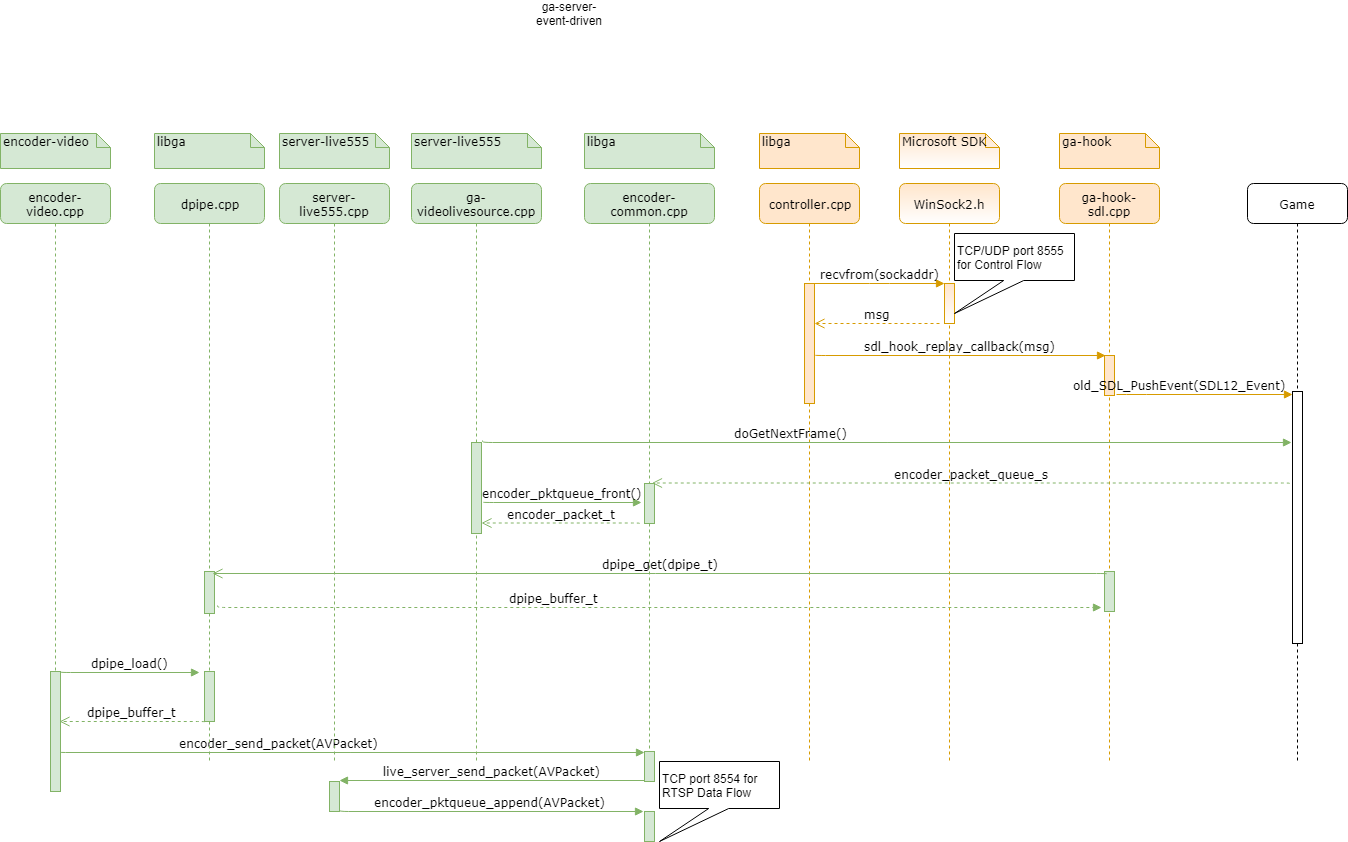 ga-server-
event-driven
encoder-video
libga
server-live555
server-live555
libga
libga
Microsoft SDK
ga-hook
encoder-
video.cpp
dpipe.cpp
server-
live555.cpp
ga-
videolivesource.cpp
encoder-
common.cpp
controller.cpp
WinSock2.h
ga-hook-
sdl.cpp
Game
TCP/UDP port 8555
for Control Flow
recvfrom(sockaddr)
msg
sdl_hook_replay_callback(msg)
old_SDL_PushEvent(SDL12_Event)
doGetNextFrame()
encoder_packet_queue_s
encoder_pktqueue_front()
encoder_packet_t
dpipe_get(dpipe_t)
dpipe_buffer_t
dpipe_load()
dpipe_buffer_t
encoder_send_packet(AVPacket)
live_server_send_packet(AVPacket)
TCP port 8554 for
RTSP Data Flow
encoder_pktqueue_append(AVPacket)